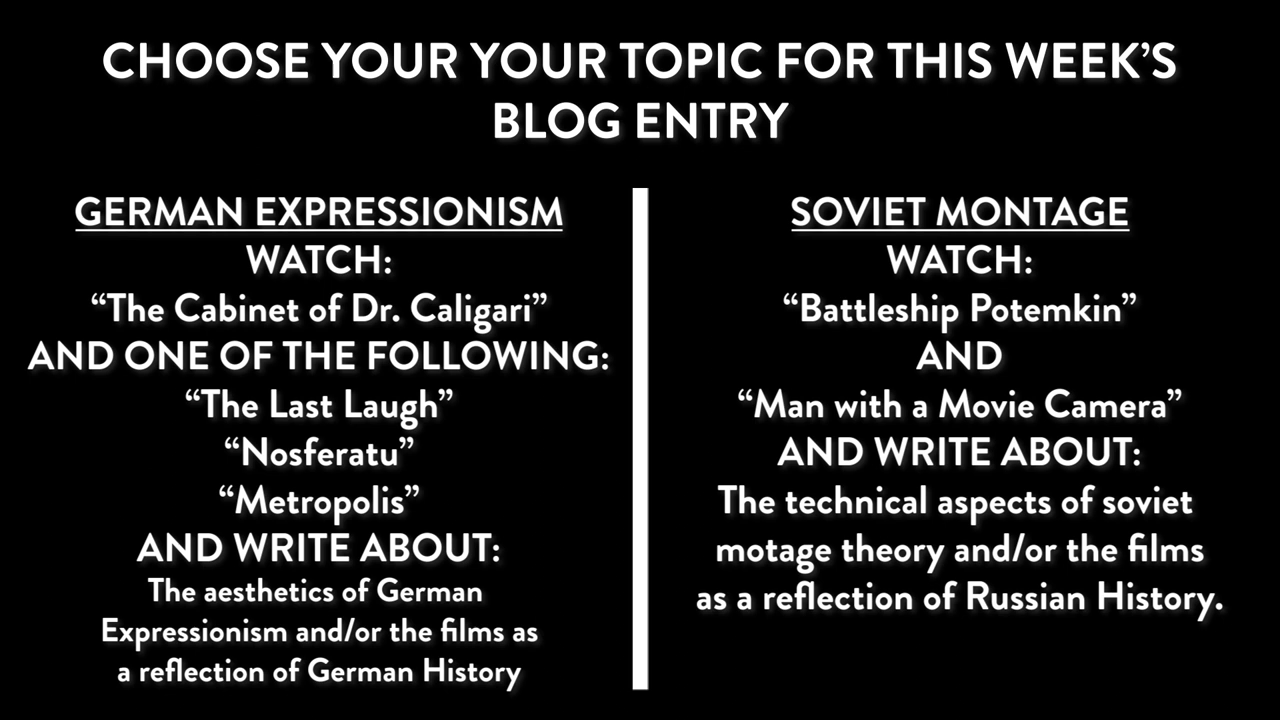 CHOOSE YOUR YOUR TOPIC FOR THIS WEEK’S
BLOG ENTRY
GERMAN EXPRESSIONISM
WATCH:
“The Cabinet of Dr. Caligari”
AND ONE OF THE FOLLOWING:
“The Last Laugh”
“Nosferatu”
“Metropolis”
AND WRITE ABOUT:
The aesthetics of German
Expressionism and/or the films as
a reflection of German History
SOVIET MONTAGE
WATCH:
“Battleship Potemkin”
AND
“Man with a Movie Camera”
AND WRITE ABOUT:
The technical aspects of soviet
motage theory and/or the films
as a reflection of Russian History.